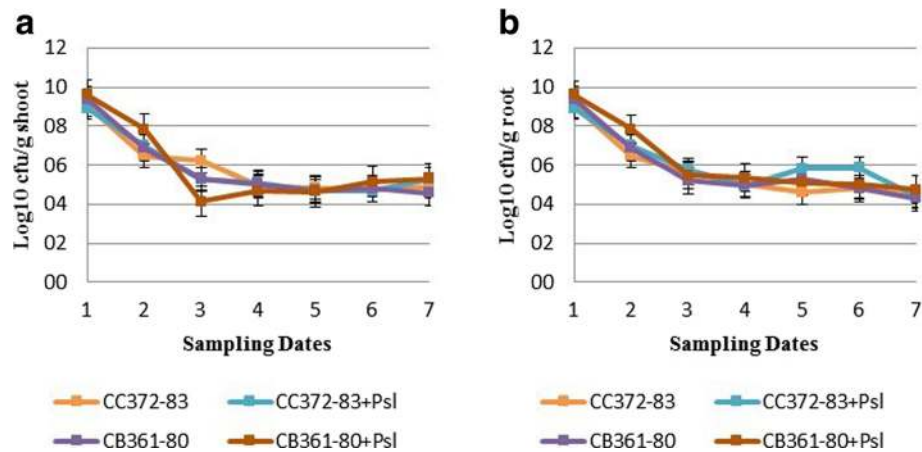 a
Log10 cfu/g shoot
12
10
08
06
04
02
00
1 2 3 4 5 6 7
Sampling Dates
CC372-83 CC372-83+Psl
CB361-80 CB361-80+Psl
b
Log10 cfu/g root
12
10
08
06
04
02
00
1 2 3 4 5 6 7
Sampling Dates
CC372-83 CC372-83+Psl
CB361-80 CB361-80+Psl